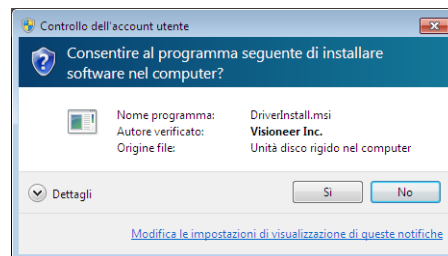 Controllo dell'account utente
Consentire al programma seguente di installare
software nel computer?
Nome programma: DriverInstall.msi
Autore verificato: Visioneer Inc.
Origine file: Unità disco rigido nel computer
Dettagli Sì No
Modifica le impostazioni di visualizzazione di queste notifiche